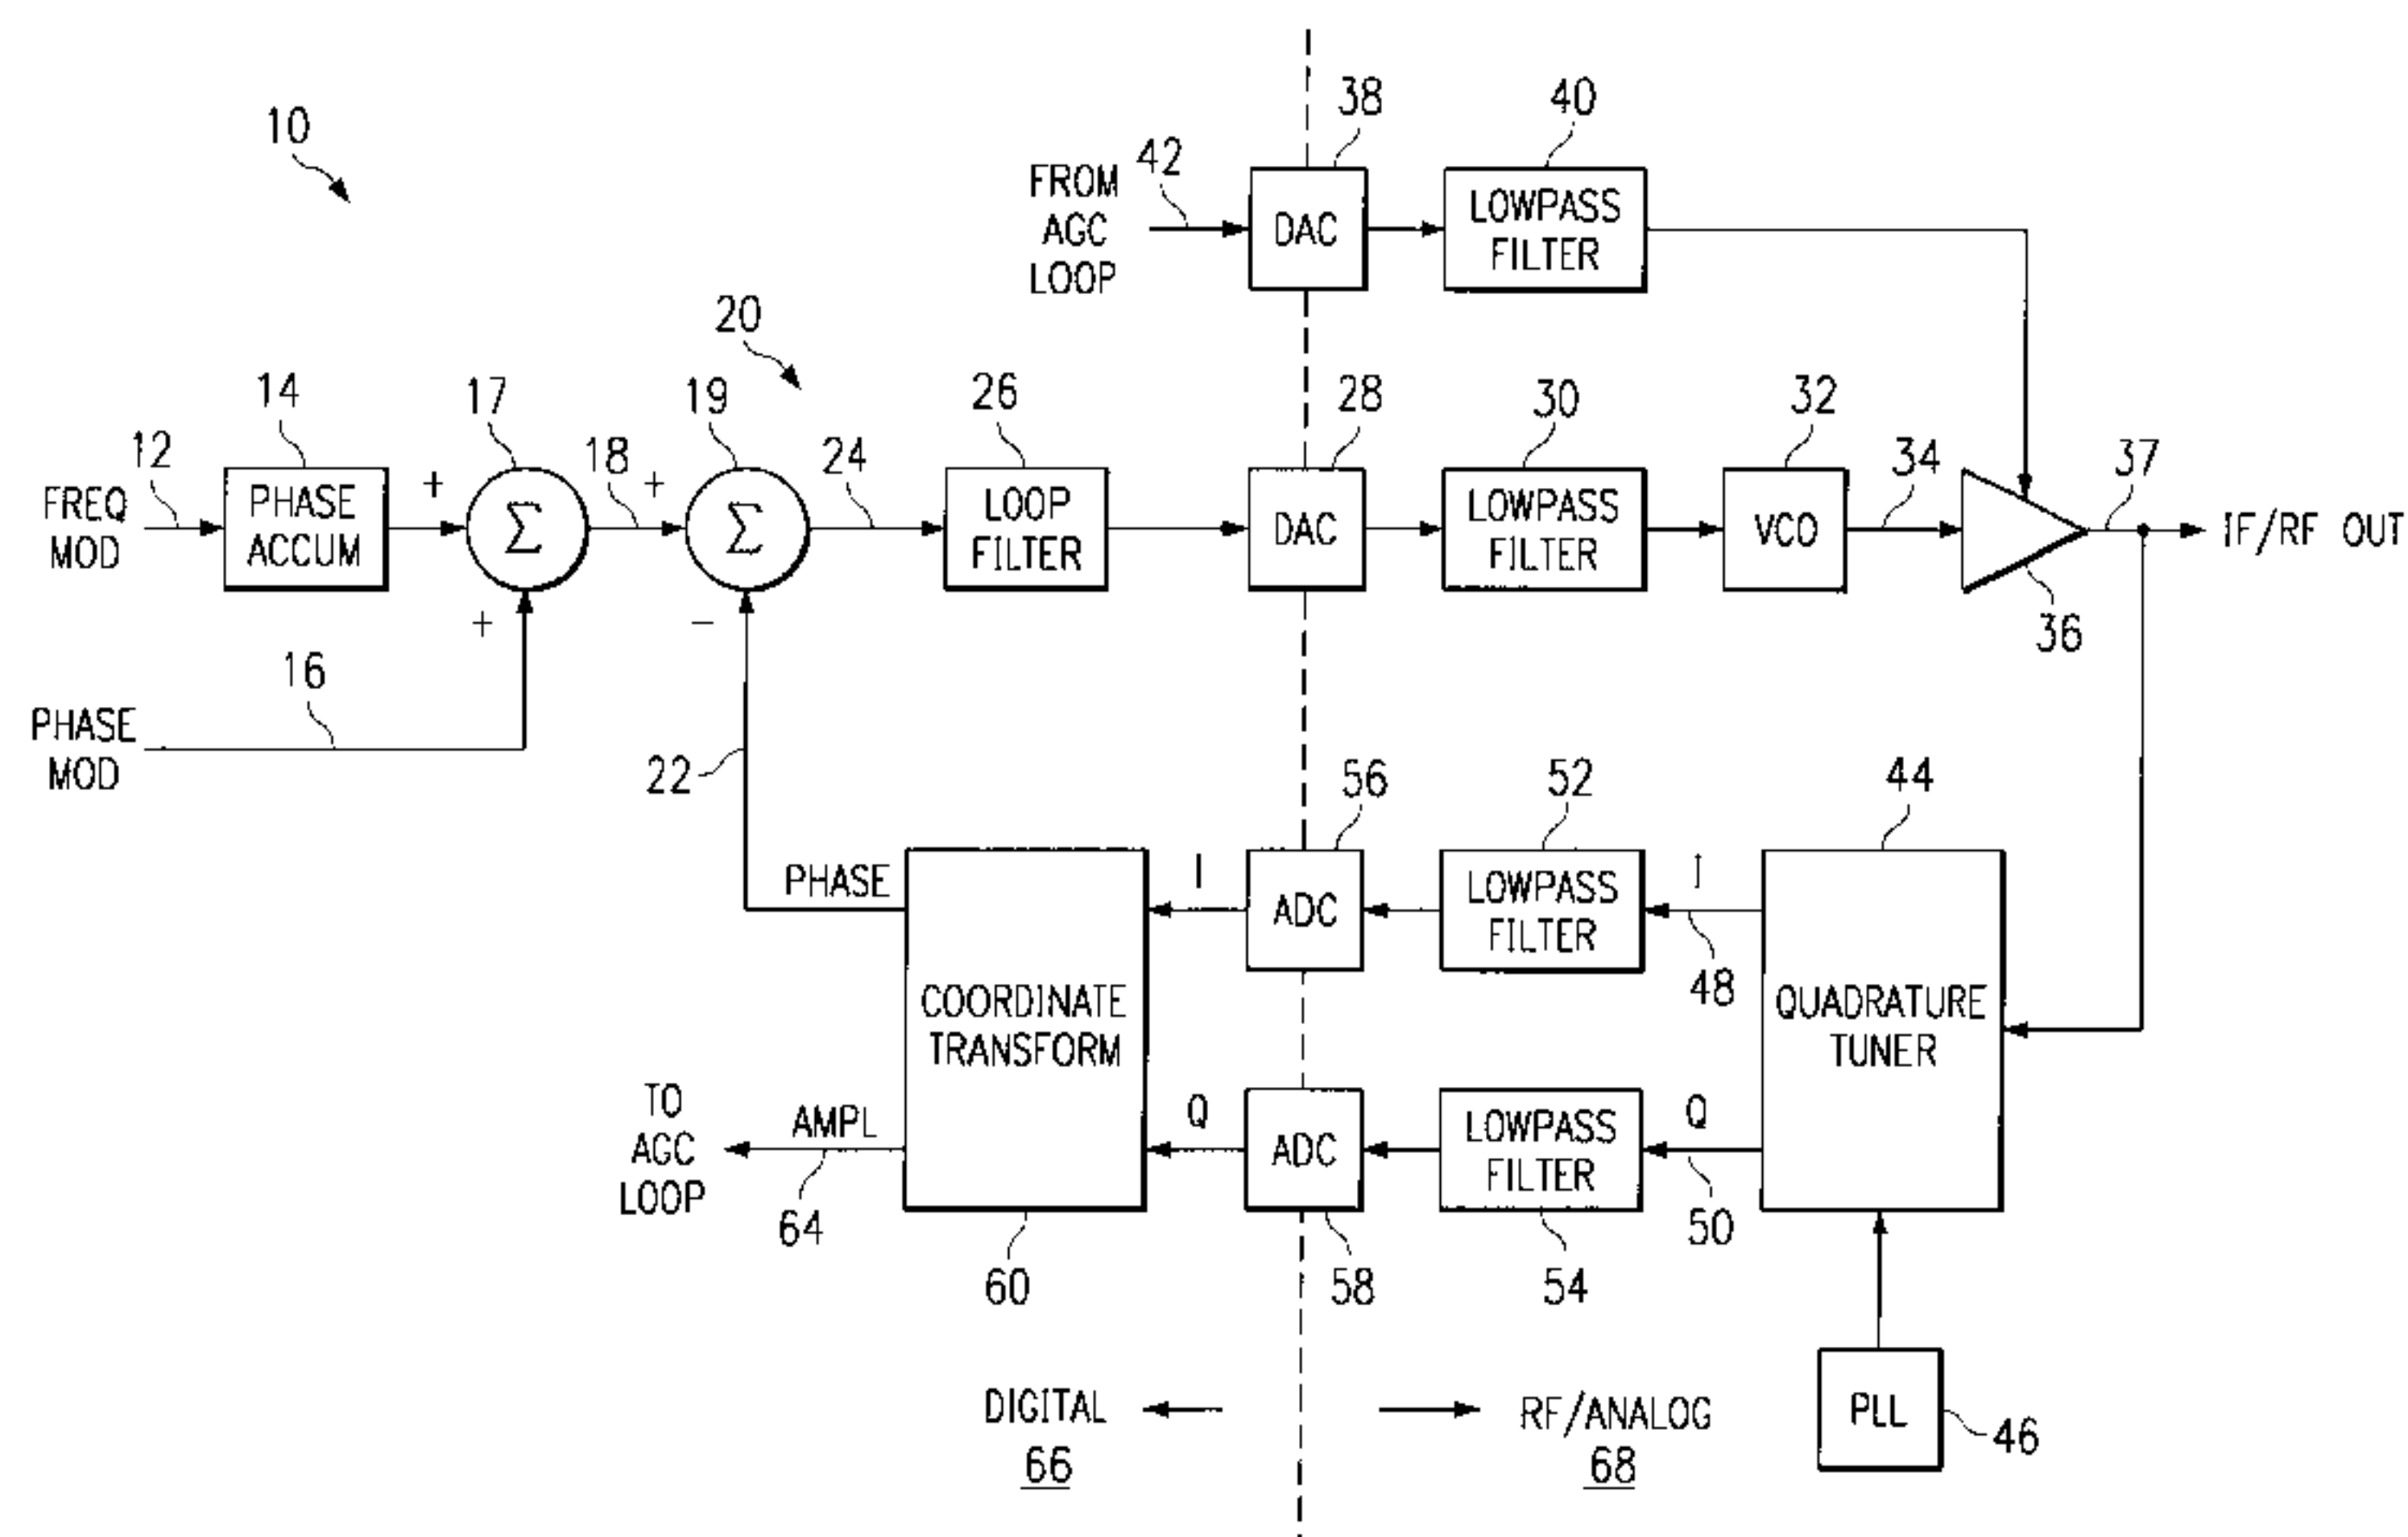 10
38
40
FROM
AGC
LOOP
42
DAC
LOWPASS
FILTER
20
12
14
17
18
19
24
26
28
30
32
34
37
FREQ
MOD
PHASE
ACCUM
+
Σ
+
Σ
LOOP
FILTER
DAC
LOWPASS
FILTER
VCO
IF/RF OUT
+
−
36
PHASE
MOD
16
22
56
52
44
PHASE
I
ADC
LOWPASS
FILTER
I
48
COORDINATE
TRANSFORM
QUADRATURE
TUNER
TO
AGC
LOOP
AMPL
64
Q
ADC
LOWPASS
FILTER
Q
50
60
58
54
DIGITAL
66
RF/ANALOG
68
PLL
46